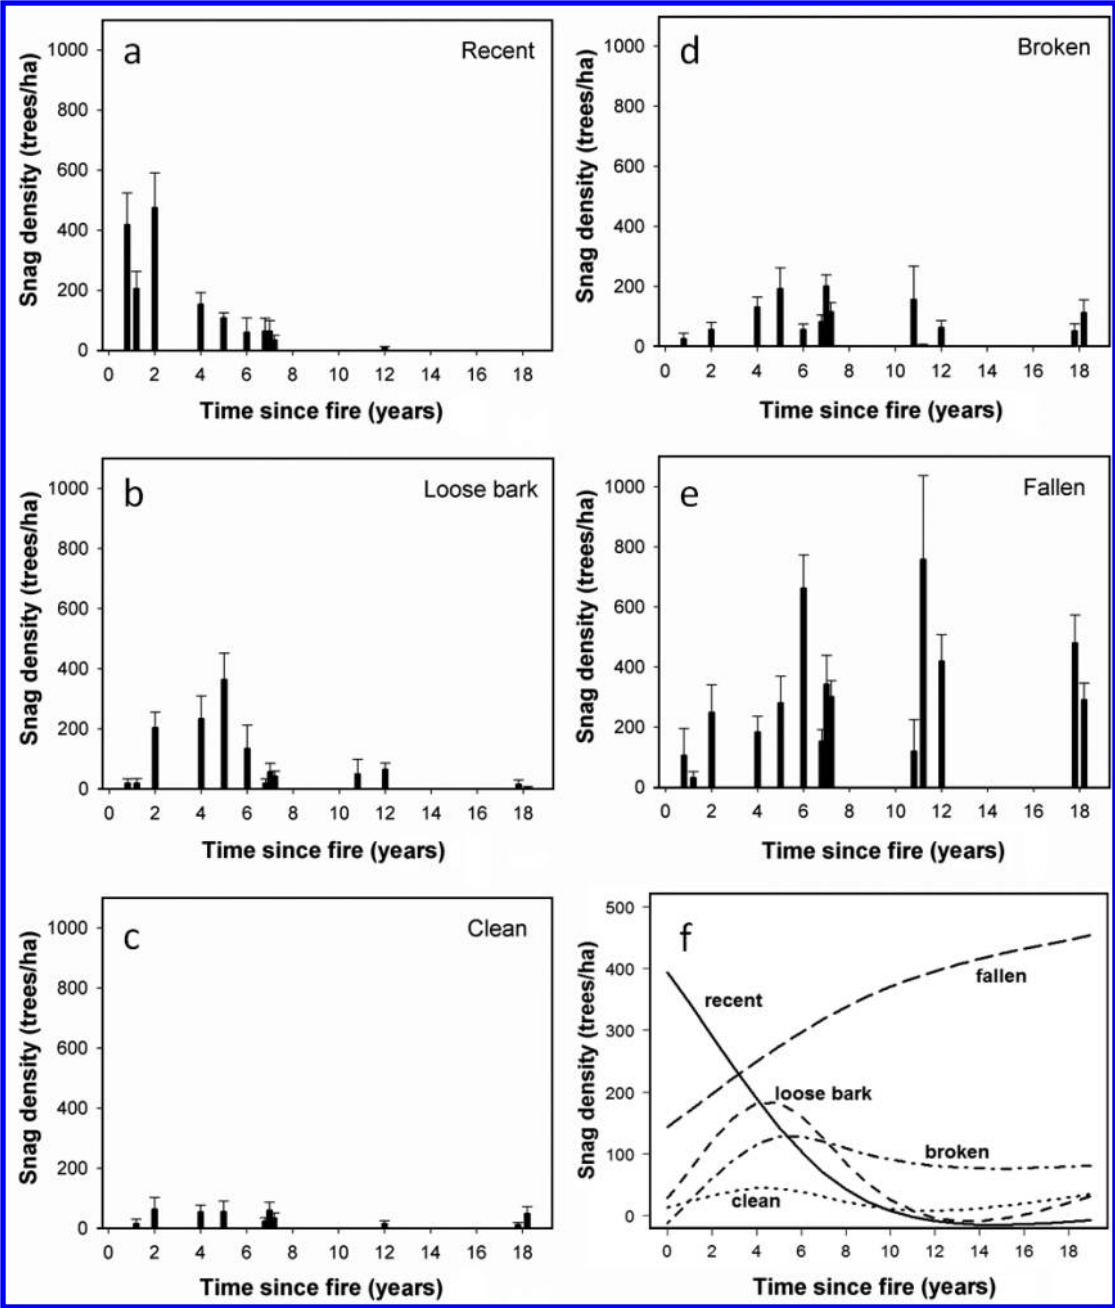 a
Recent
Snag density (trees/ha)
1000
800
600
400
200
0
0 2 4 6 8 10 12 14 16 18
Time since fire (years)
d
Broken
Snag density (trees/ha)
1000
800
600
400
200
0
0 2 4 6 8 10 12 14 16 18
Time since fire (years)
b
Loose bark
Snag density (trees/ha)
1000
800
600
400
200
0
0 2 4 6 8 10 12 14 16 18
Time since fire (years)
e
Fallen
Snag density (trees/ha)
1000
800
600
400
200
0
0 2 4 6 8 10 12 14 16 18
Time since fire (years)
c
Clean
Snag density (trees/ha)
1000
800
600
400
200
0
0 2 4 6 8 10 12 14 16 18
Time since fire (years)
f
Snag density (trees/ha)
500
400
300
200
100
0
fallen
recent
loose bark
broken
clean
0 2 4 6 8 10 12 14 16 18
Time since fire (years)